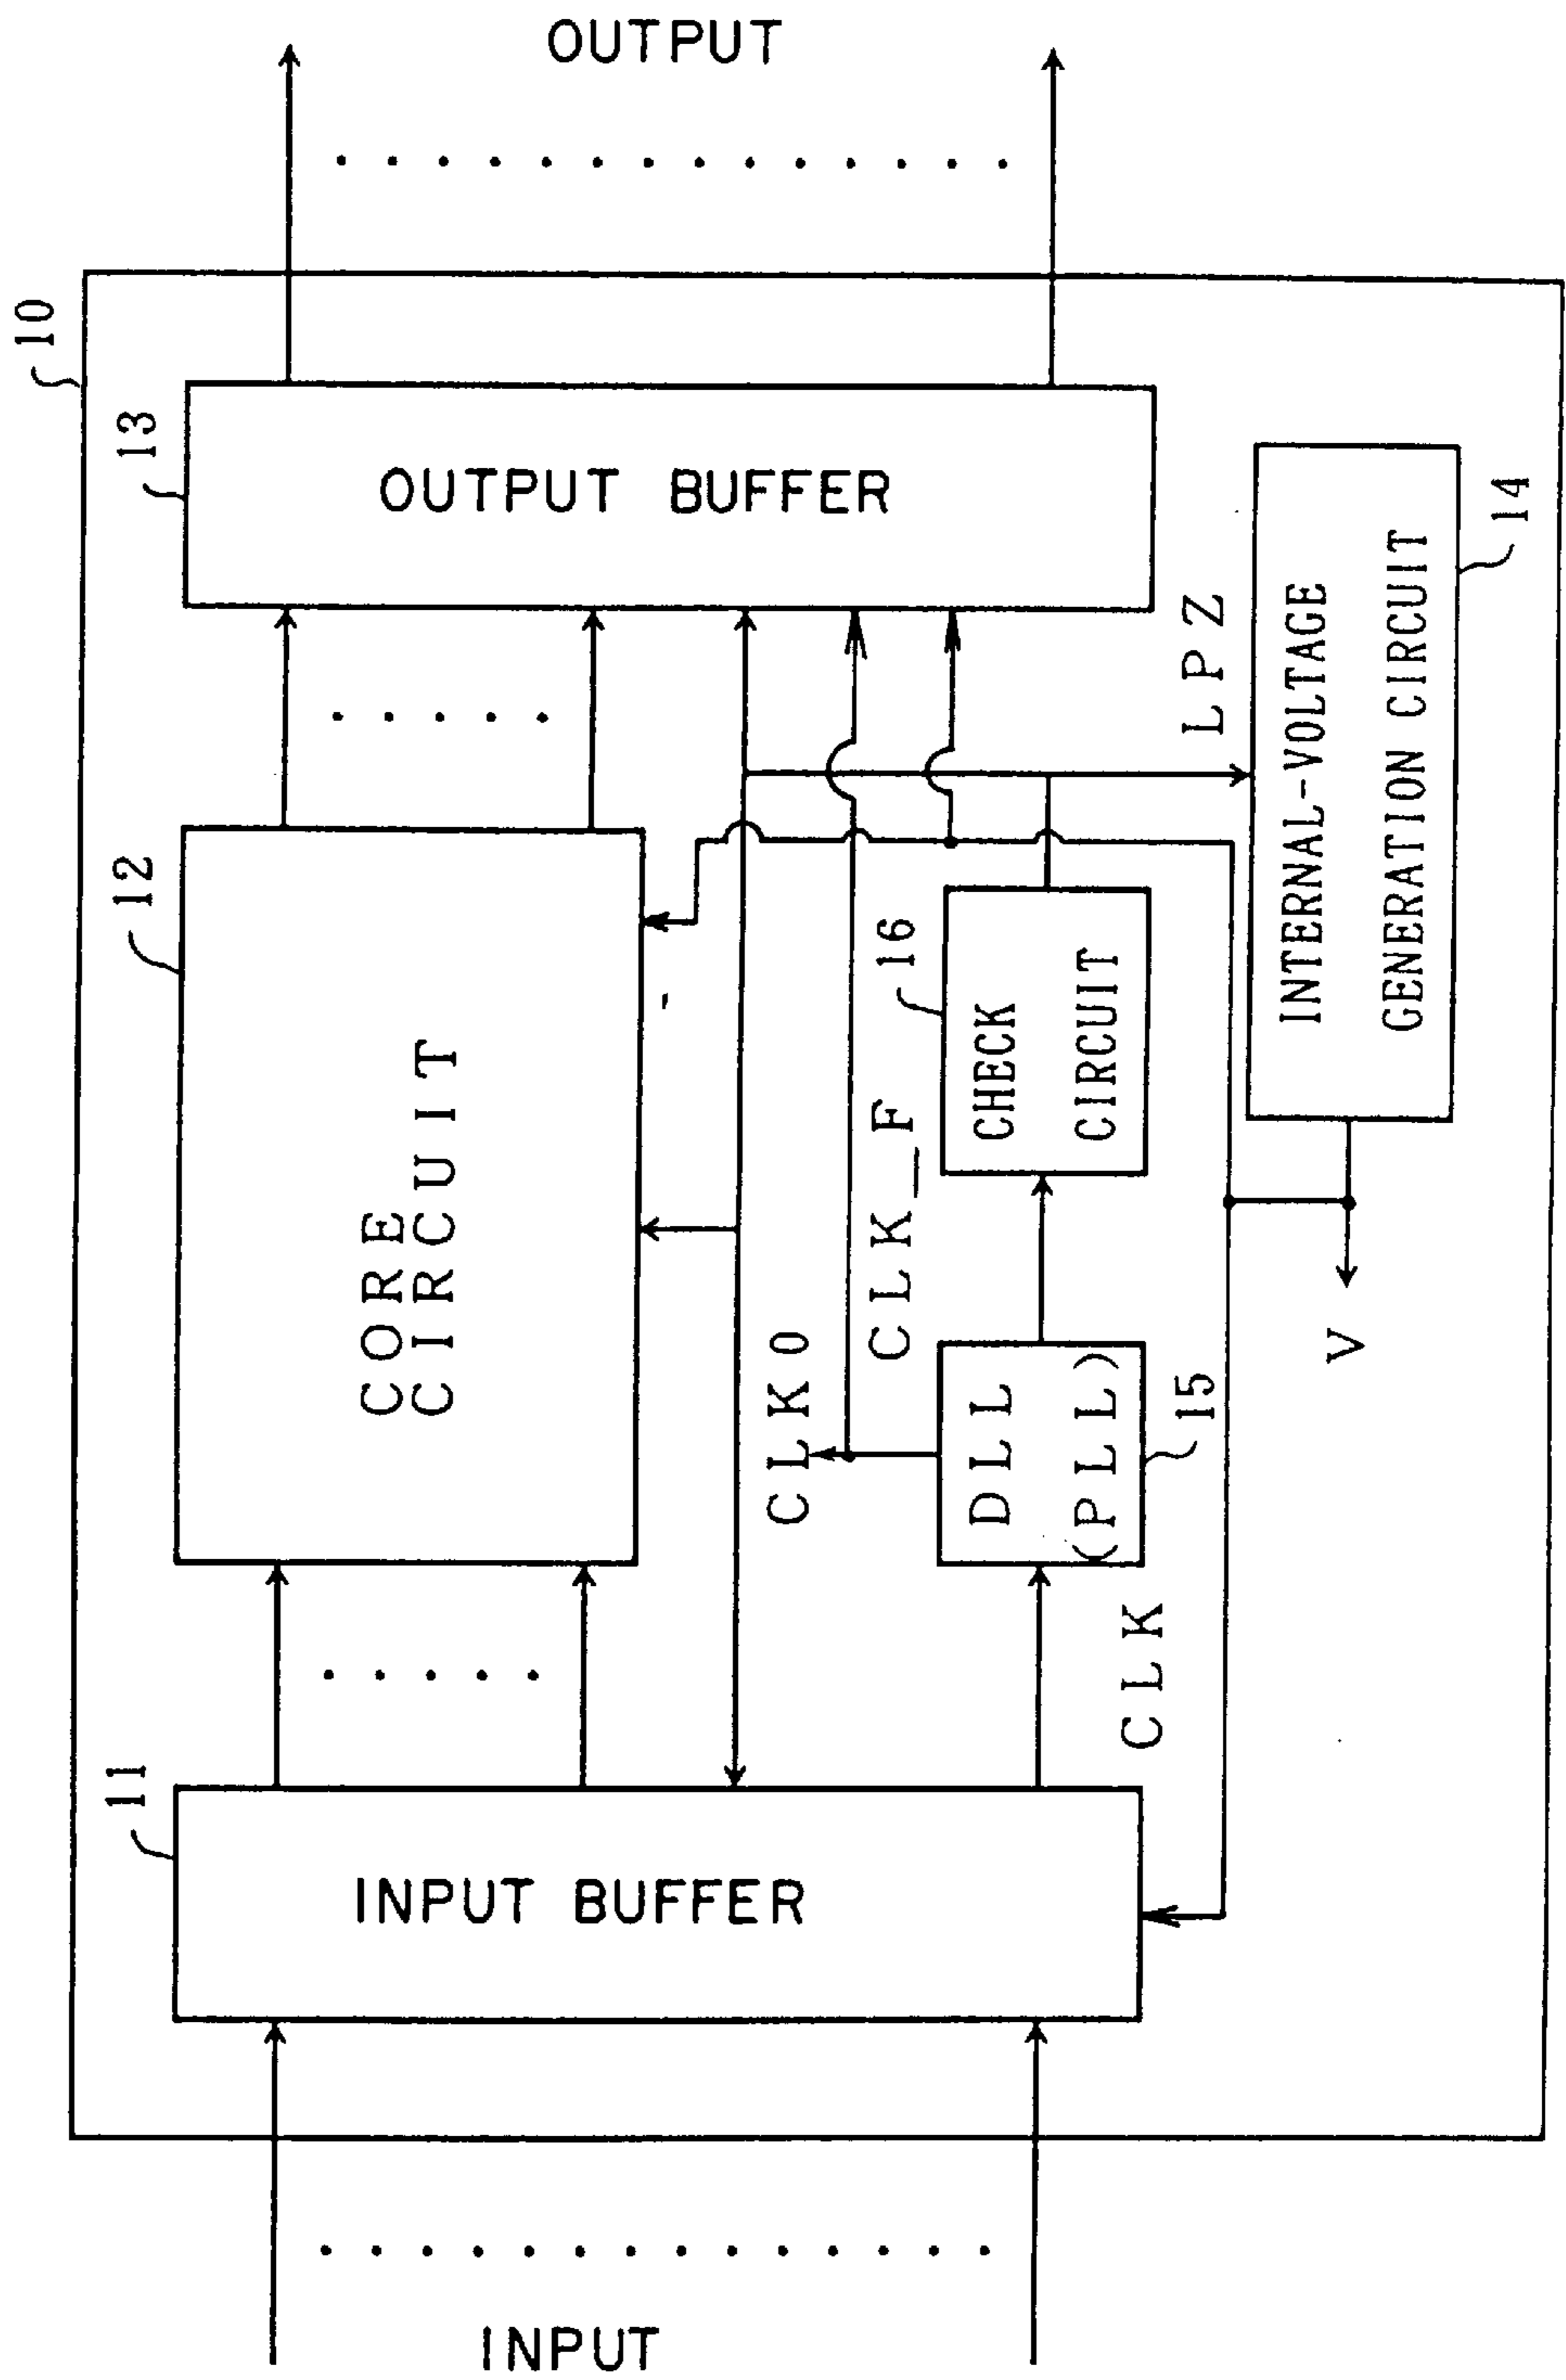 10
11
12
13
INPUT
INPUT BUFFER
CORE
CIRCUIT
OUTPUT BUFFER
OUTPUT
CLK0
CLK_F
16
DLL
(PLL)
CHECK
CIRCUIT
15
CLK
LPZ
INTERNAL-VOLTAGE
GENERATION CIRCUIT
V
14